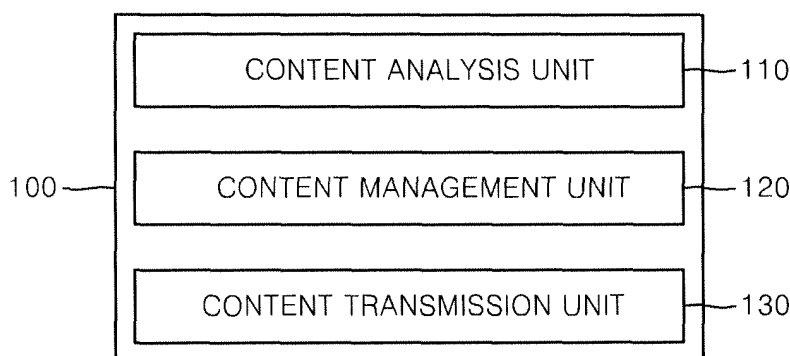 CONTENT ANALYSIS UNIT 110
100 CONTENT MANAGEMENT UNIT 120
CONTENT TRANSMISSION UNIT 130